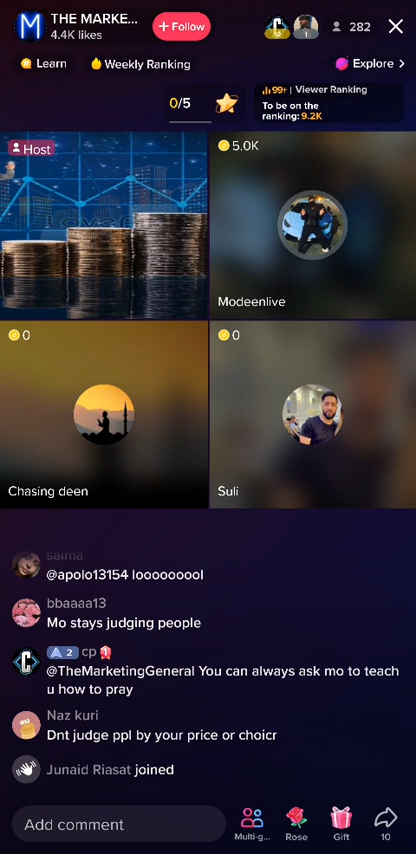 THE MARKE...
4.4K likes
+ Follow
282
Learn
Weekly Ranking
Explore >
0/5
99+ | Viewer Ranking
To be on the
ranking: 9.2K
Host
5.0K
Modeenlive
0
Chasing deen
0
Suli
saima
@apolo13154 looooooool
bbaaaa13
Mo stays judging people
2 cp
@TheMarketingGeneral You can always ask mo to teach
u how to pray
Naz kuri
Dnt judge ppl by your price or choicr
Junaid Riasat joined
Add comment
Multi-g...
Rose
Gift
10